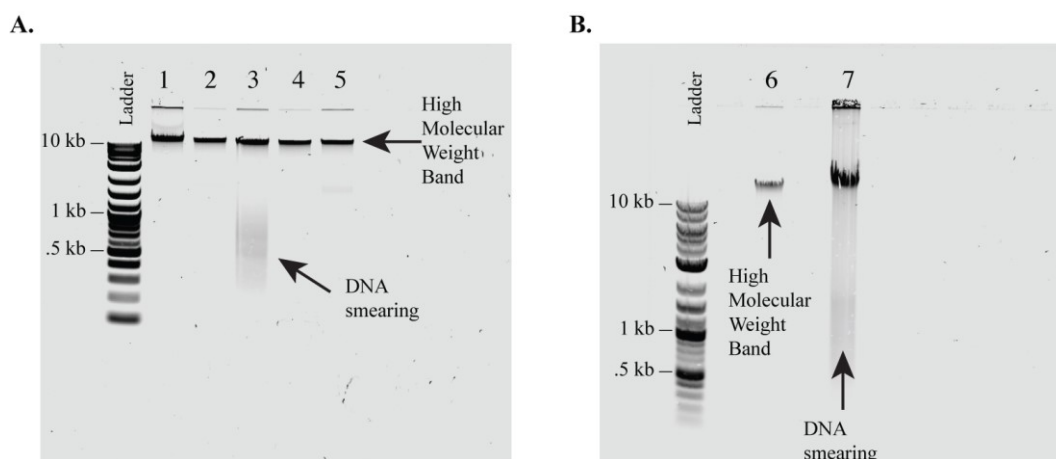 A.
Ladder
1 2 3 4 5
High
Molecular
Weight
Band
10 kb
1 kb
.5 kb
DNA
smearing
B.
Ladder
6 7
10 kb
High
Molecular
Weight
Band
1 kb
.5 kb
DNA
smearing